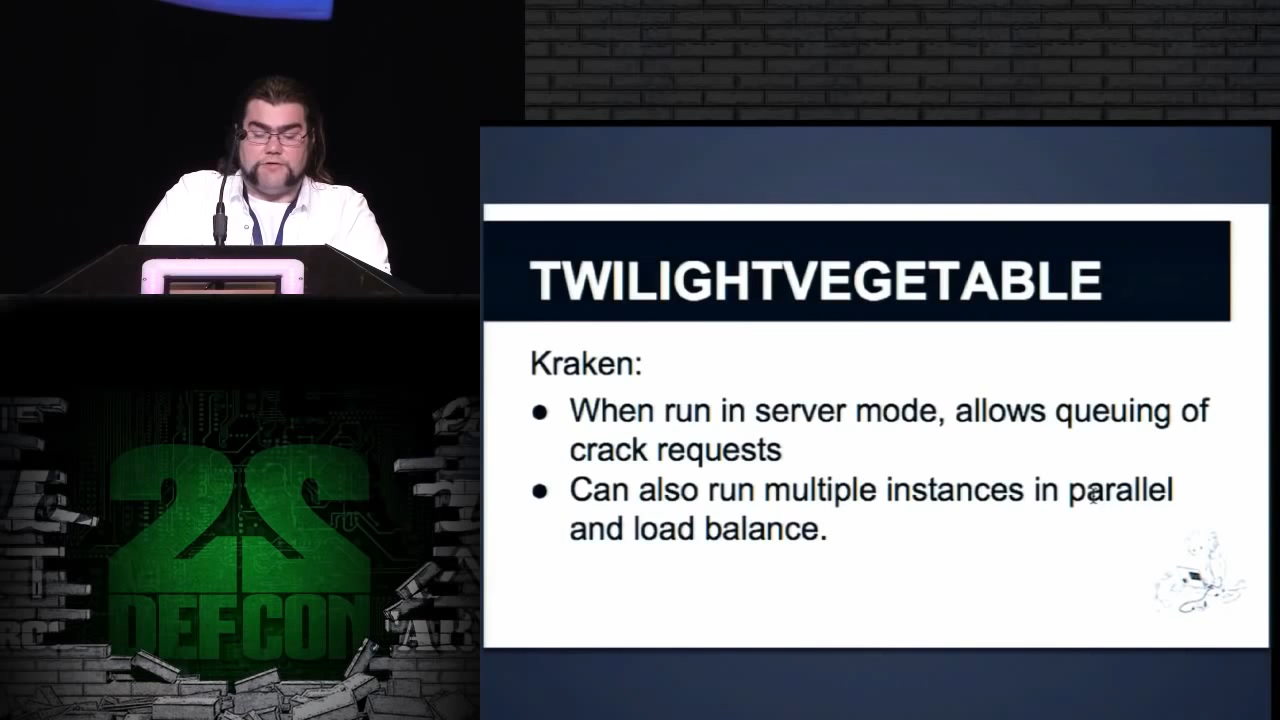 TWILIGHTVEGETABLE
Kraken:
● When run in server mode, allows queuing of
crack requests
● Can also run multiple instances in parallel
and load balance.
22
DEFCON